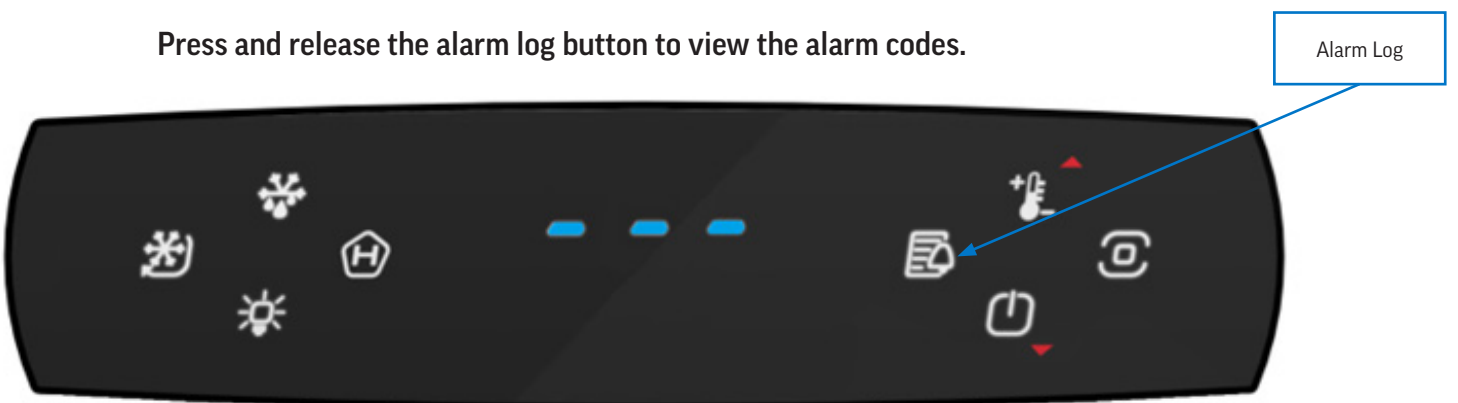 Press and release the alarm log button to view the alarm codes.
Alarm Log
H
- - -